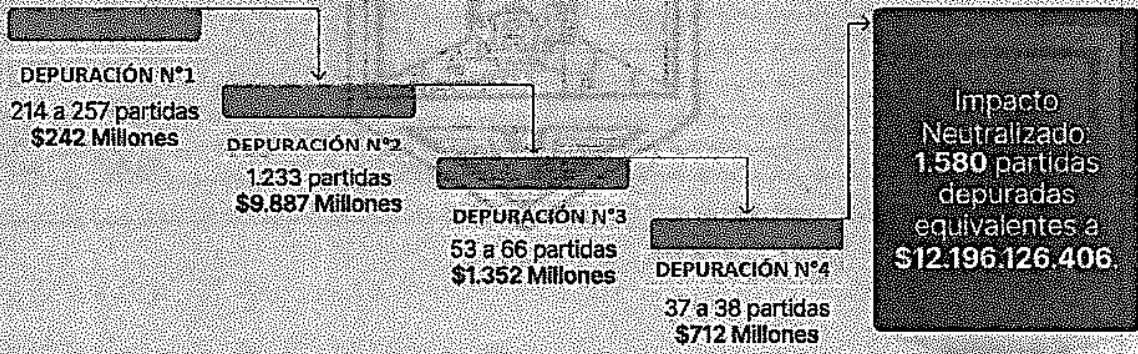 DEPURACIÓN N°1
214 a 257 partidas
$242 Millones
DEPURACIÓN N°2
1.233 partidas
$9.887 Millones
DEPURACIÓN N°3
53 a 66 partidas
$1.352 Millones
DEPURACIÓN N°4
37 a 38 partidas
$712 Millones
Impacto
Neutralizado
1.580 partidas
depuradas
equivalentes a
$12.196.126.406.